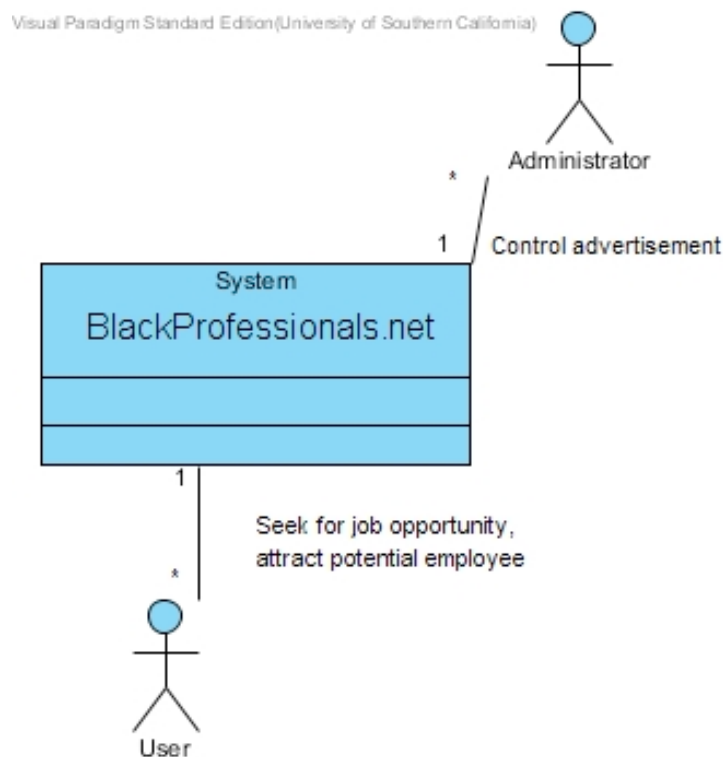 Visual Paradigm Standard Edition(University of Southern California)
Administrator
*
1
Control advertisement
System
BlackProfessionals.net
1
Seek for job opportunity,
attract potential employee
*
User